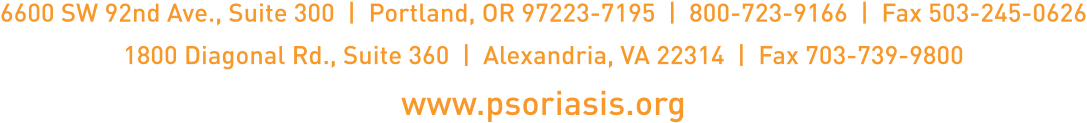 6600 SW 92nd Ave., Suite 300 | Portland, OR 97223-7195 | 800-723-9166 | Fax 503-245-0626
1800 Diagonal Rd., Suite 360 | Alexandria, VA 22314 | Fax 703-739-9800
www.psoriasis.org